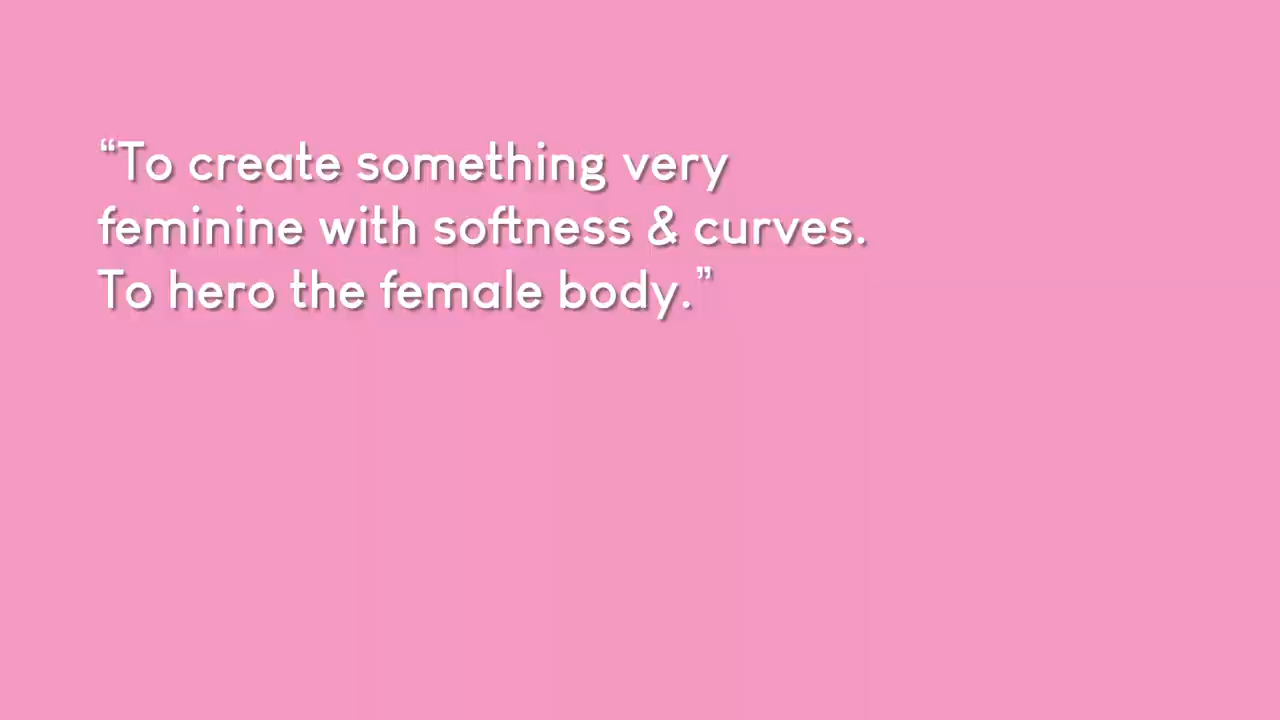 “To create something very
feminine with softness & curves.
To hero the female body.”